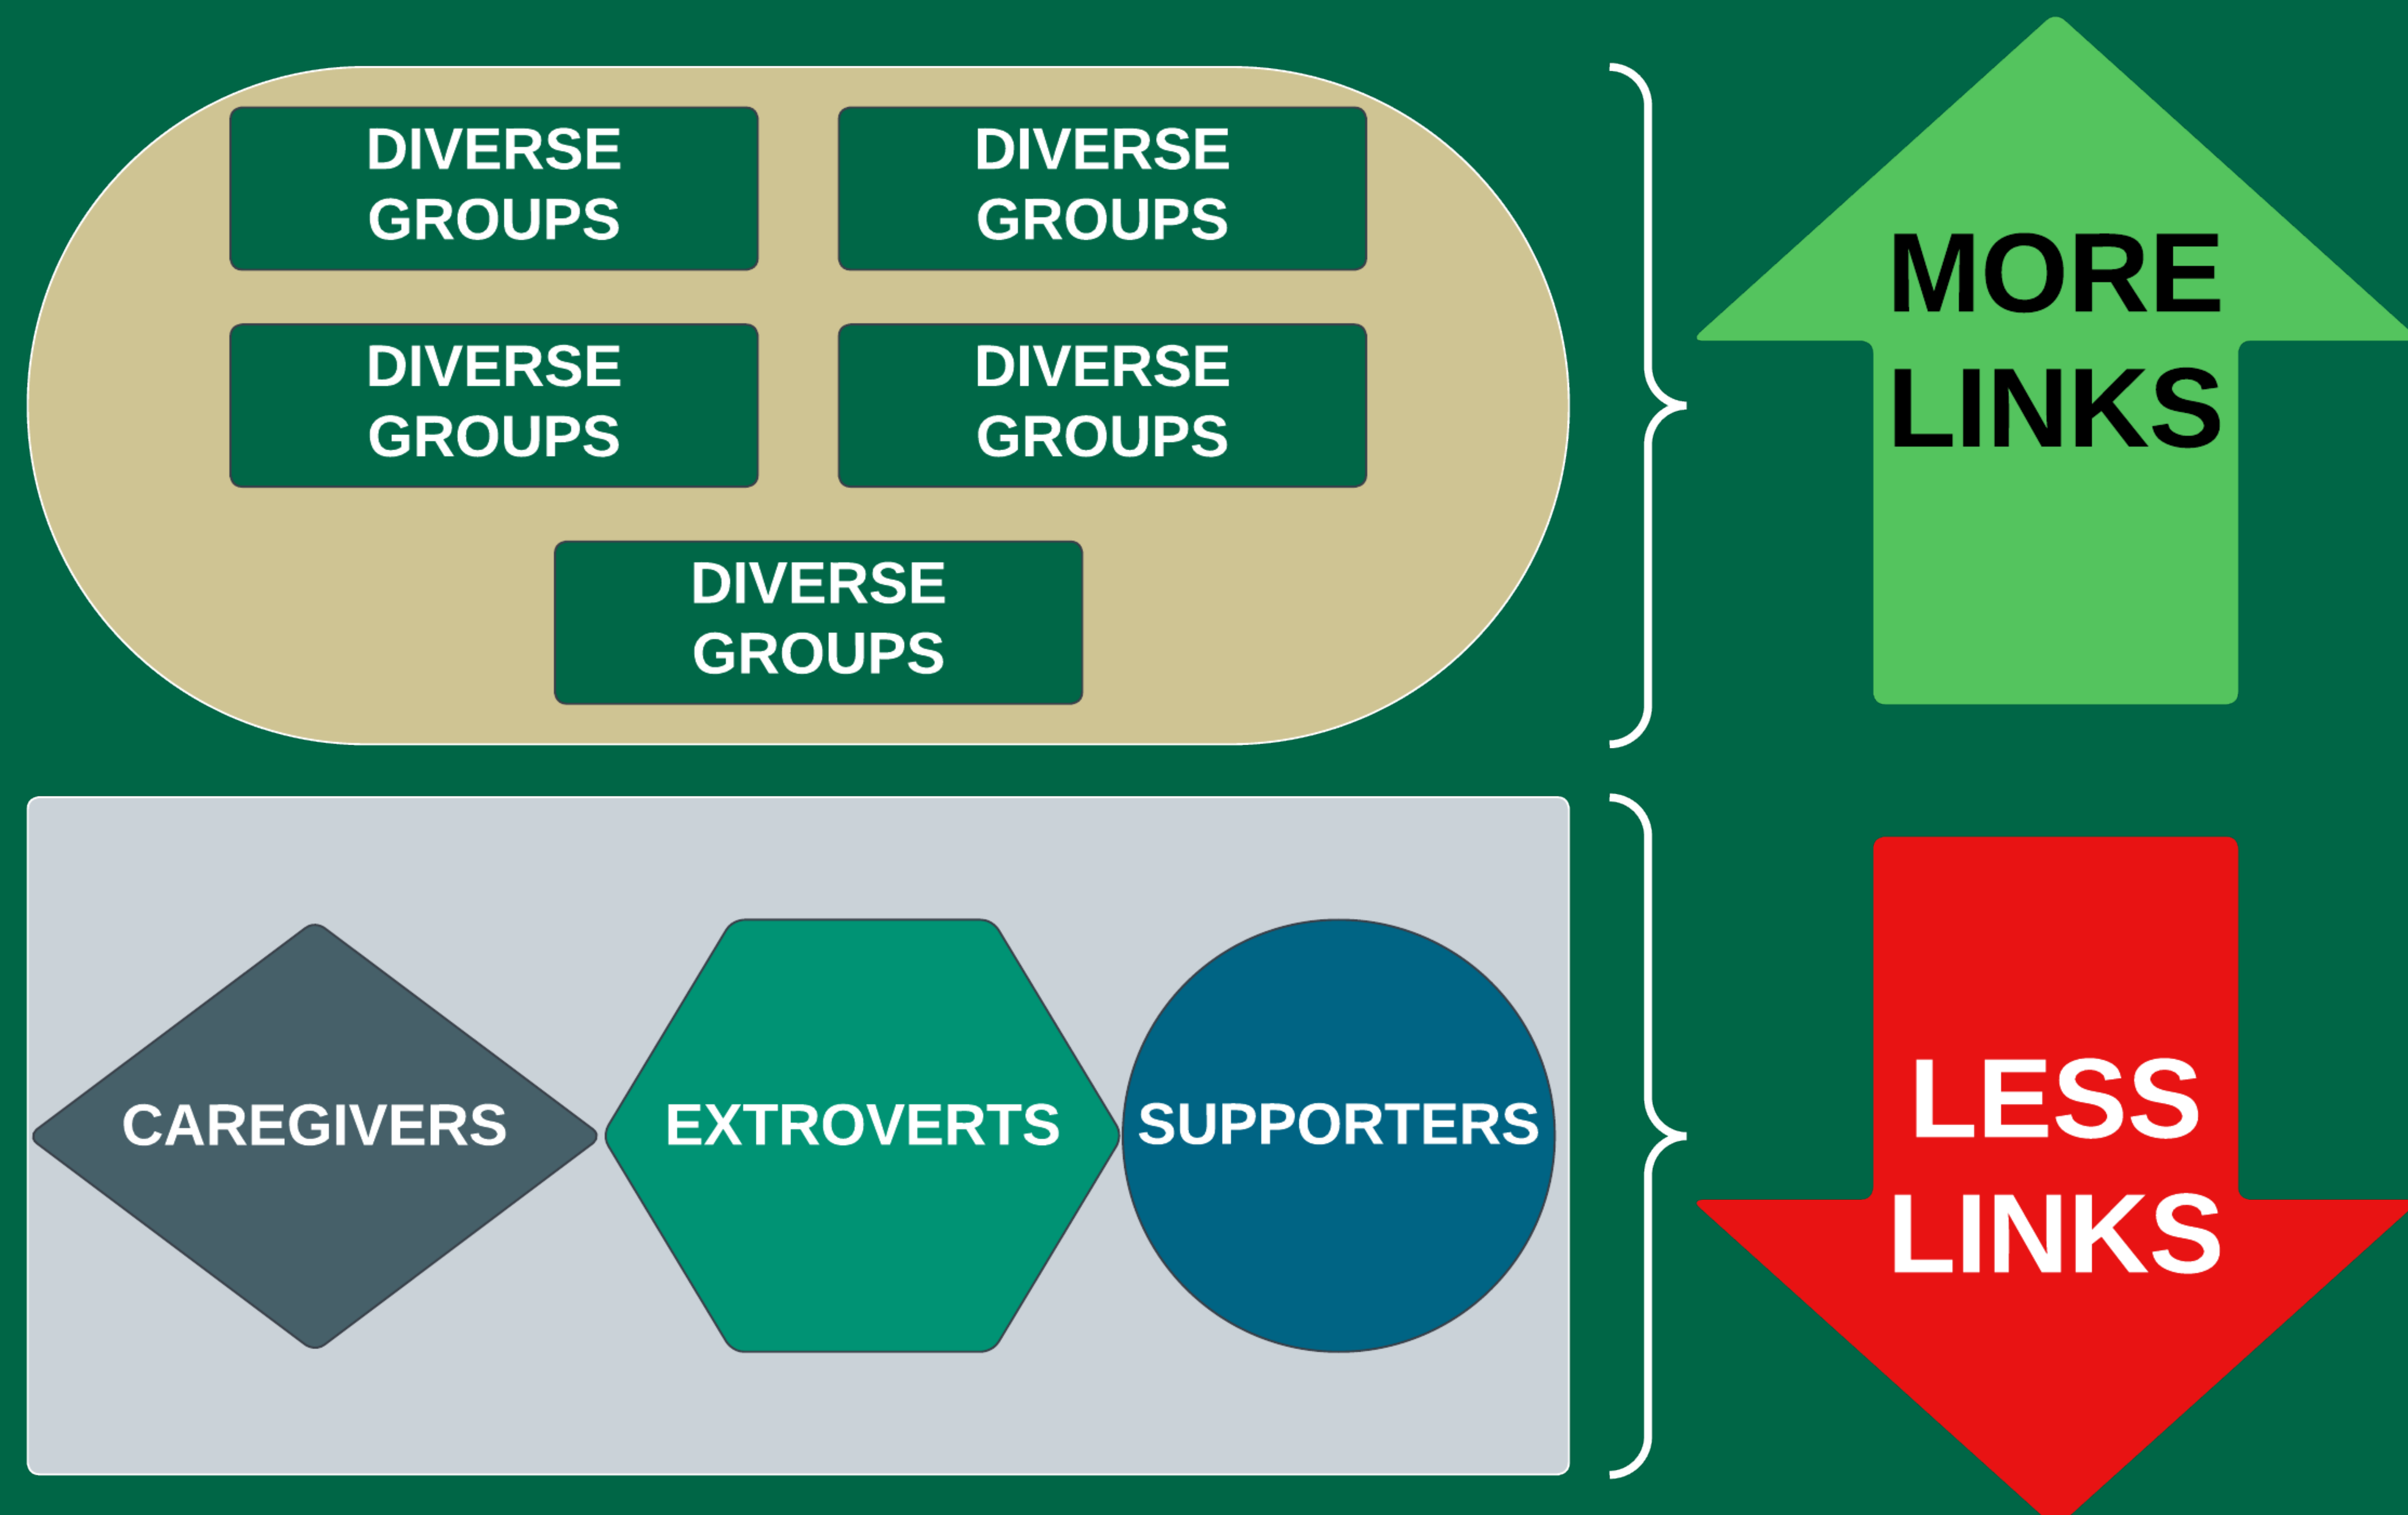 DIVERSE
GROUPS
DIVERSE
GROUPS
DIVERSE
GROUPS
DIVERSE
GROUPS
DIVERSE
GROUPS
MORE
LINKS
CAREGIVERS
EXTROVERTS
SUPPORTERS
LESS
LINKS